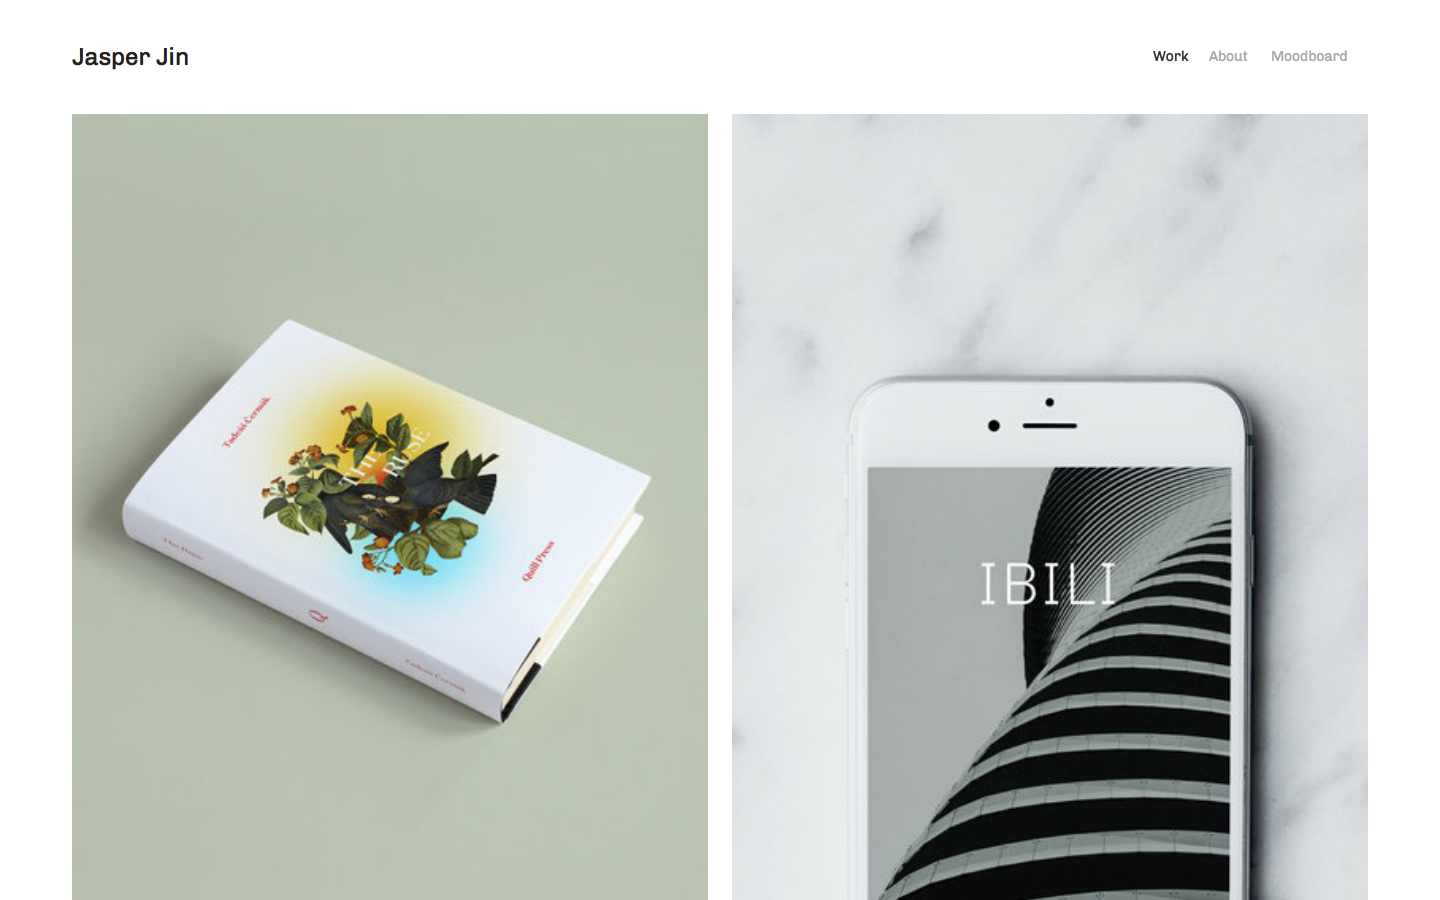 Jasper Jin
Work About Moodboard
Tadeáš Čermák
THE
RUSE
Quill Press
The Ruse
Q
Tadeáš Čermák
IBILI